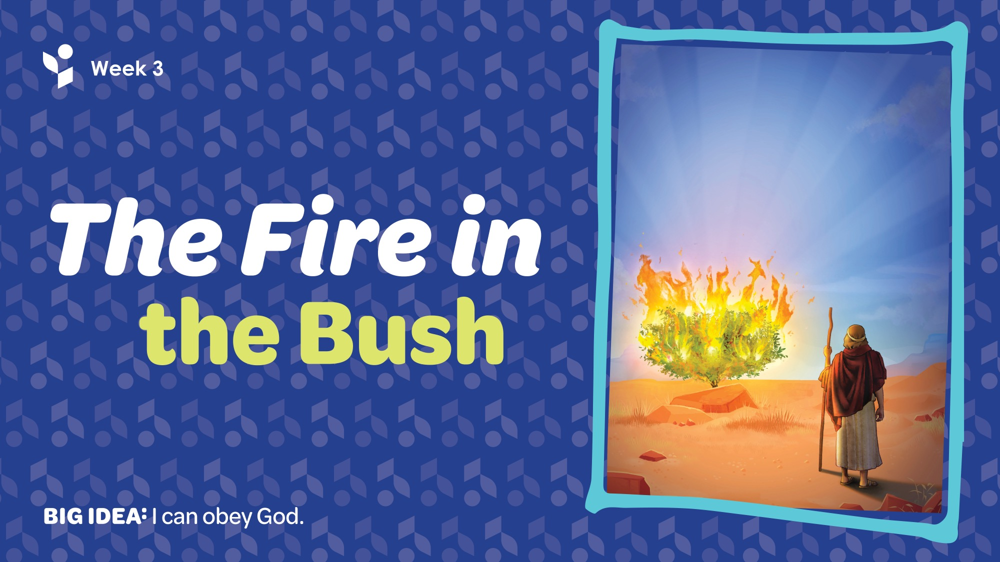 Week 3
The Fire in
the Bush
BIG IDEA: I can obey God.